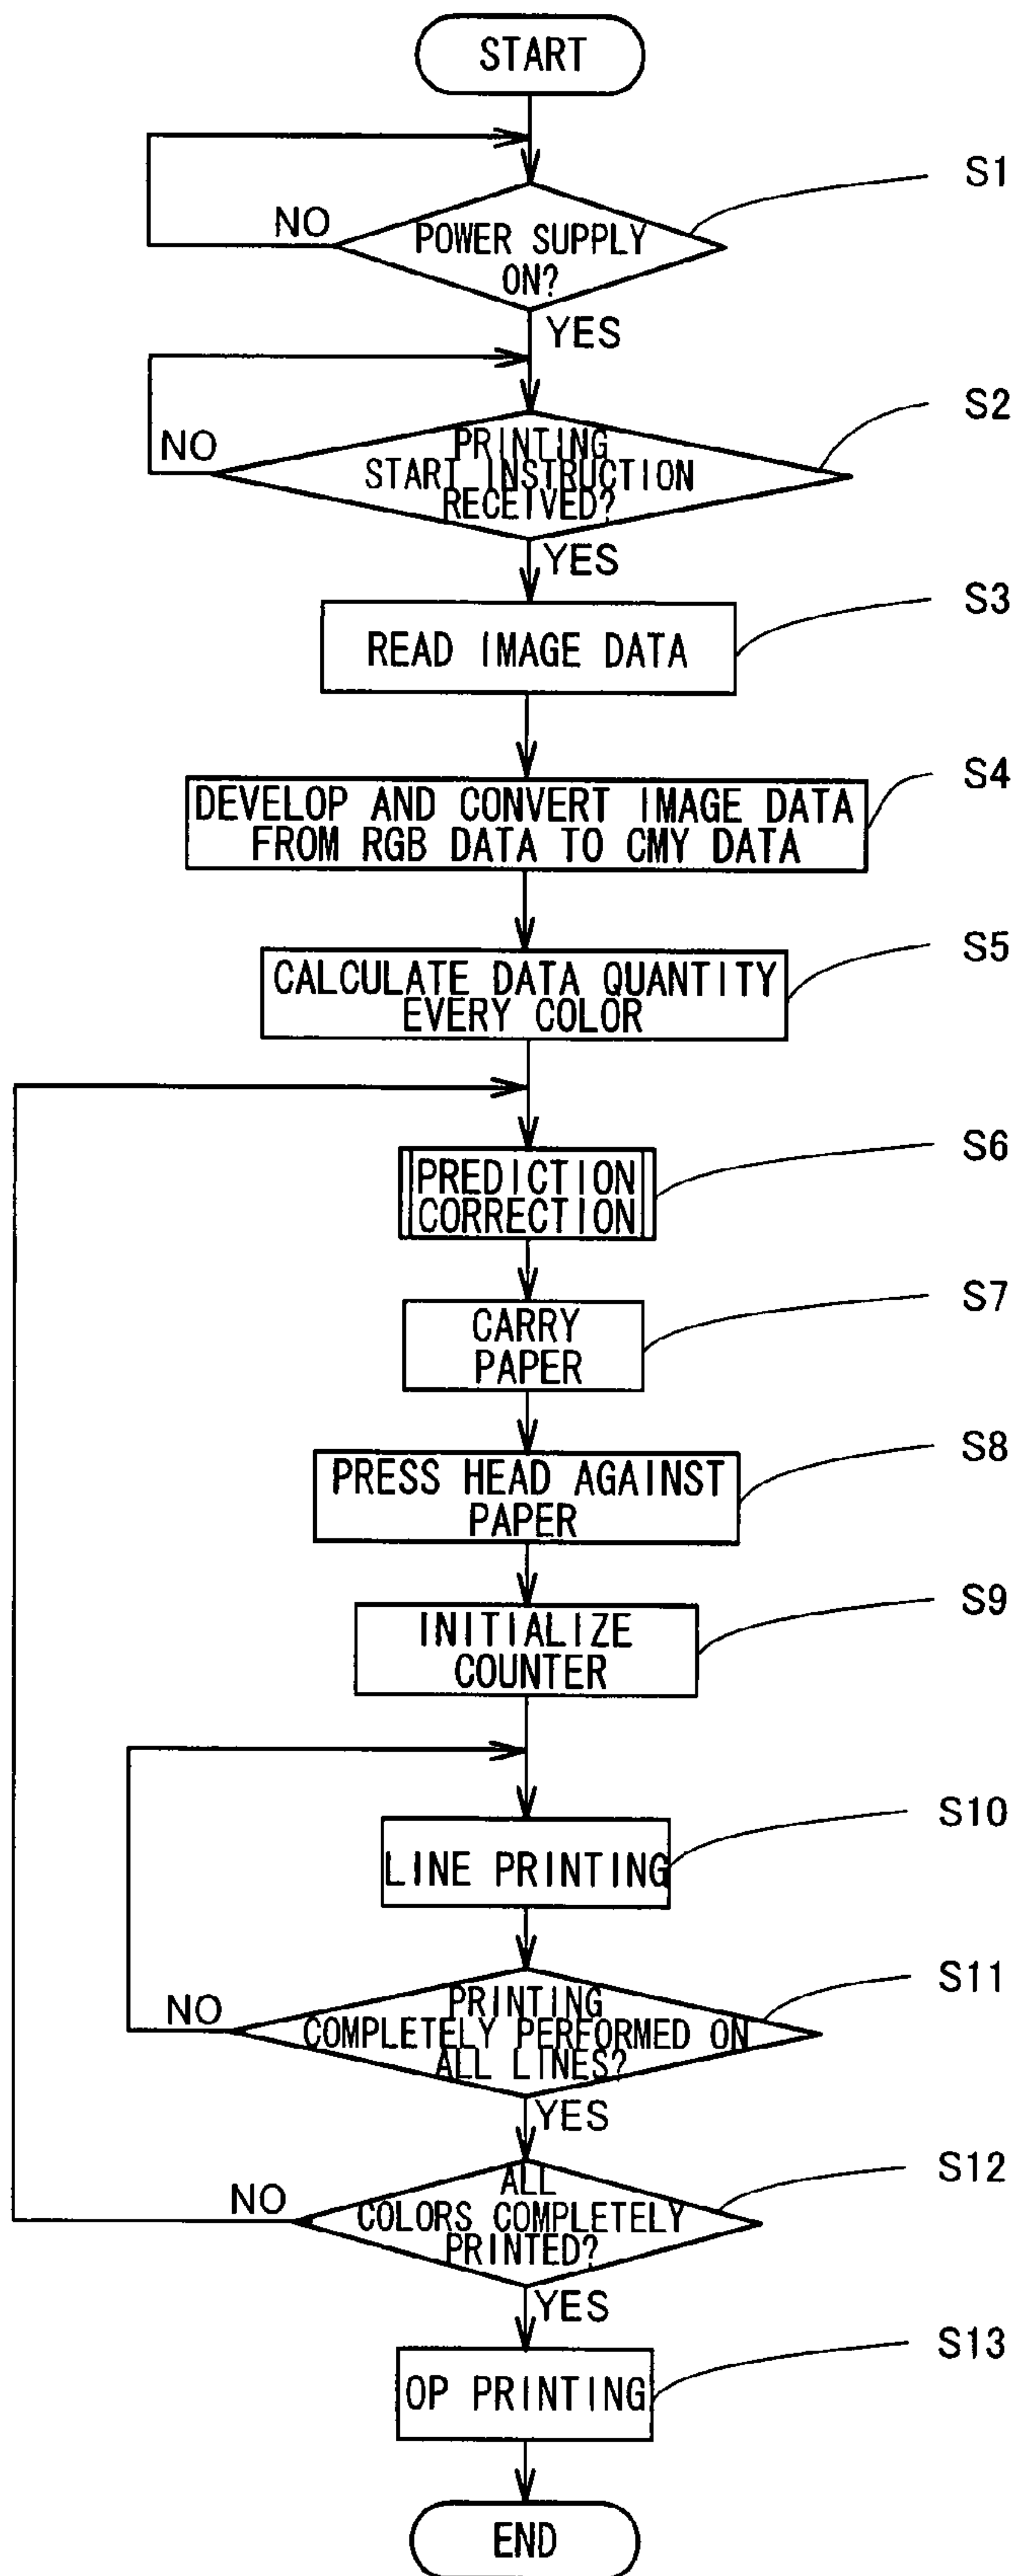 START
S1
NO
POWER SUPPLY
ON?
YES
S2
NO
PRINTING
START INSTRUCTION
RECEIVED?
YES
S3
READ IMAGE DATA
S4
DEVELOP AND CONVERT IMAGE DATA
FROM RGB DATA TO CMY DATA
S5
CALCULATE DATA QUANTITY
EVERY COLOR
S6
PREDICTION
CORRECTION
S7
CARRY
PAPER
S8
PRESS HEAD AGAINST
PAPER
S9
INITIALIZE
COUNTER
S10
LINE PRINTING
S11
NO
PRINTING
COMPLETELY PERFORMED ON
ALL LINES?
YES
S12
NO
ALL
COLORS COMPLETELY
PRINTED?
YES
S13
OP PRINTING
END